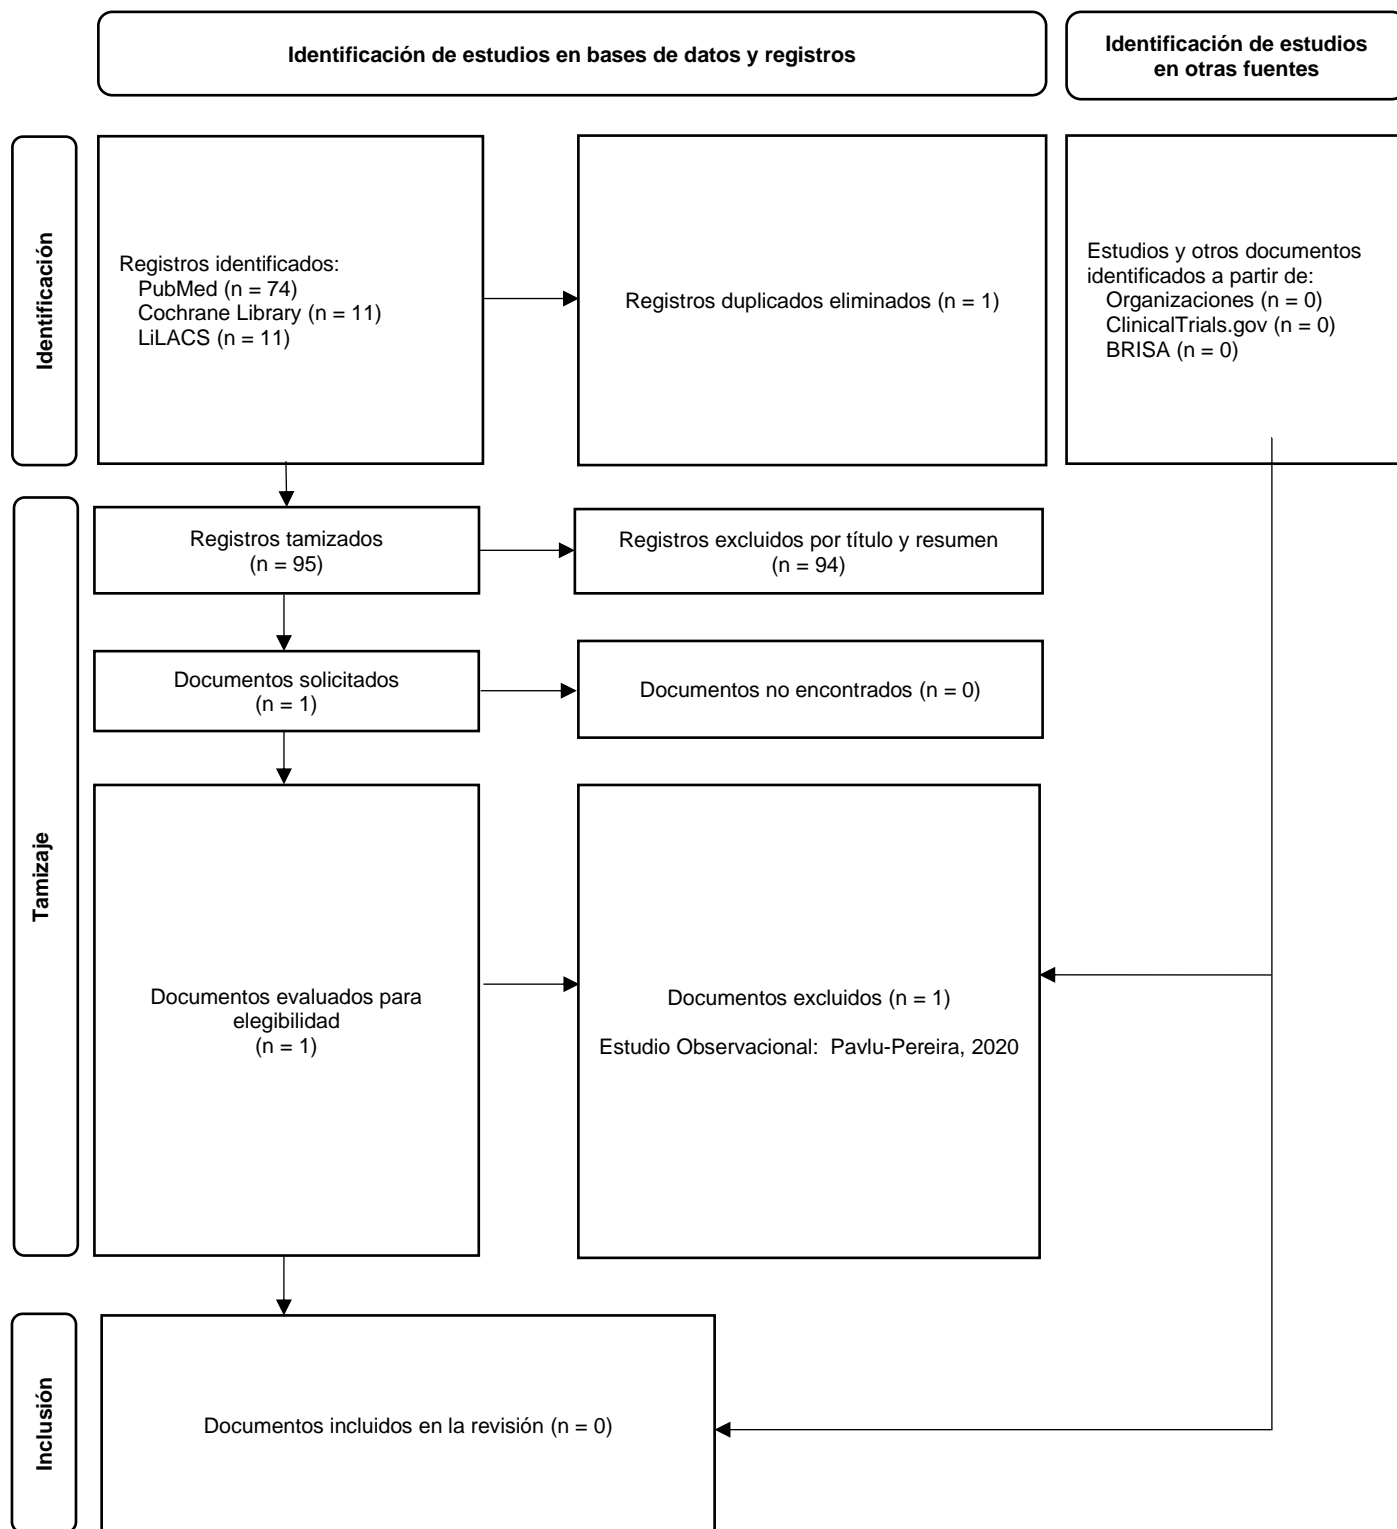 Identificación de estudios en bases de datos y registros
Identificación de estudios
en otras fuentes
Identificación
Registros identificados:
PubMed (n = 74)
Cochrane Library (n = 11)
LiLACS (n = 11)
Registros duplicados eliminados (n = 1)
Estudios y otros documentos
identificados a partir de:
Organizaciones (n = 0)
ClinicalTrials.gov (n = 0)
BRISA (n = 0)
Tamizaje
Registros tamizados
(n = 95)
Registros excluidos por título y resumen
(n = 94)
Documentos solicitados
(n = 1)
Documentos no encontrados (n = 0)
Documentos evaluados para
elegibilidad
(n = 1)
Documentos excluidos (n = 1)
Estudio Observacional:  Pavlu-Pereira, 2020
Inclusión
Documentos incluidos en la revisión (n = 0)